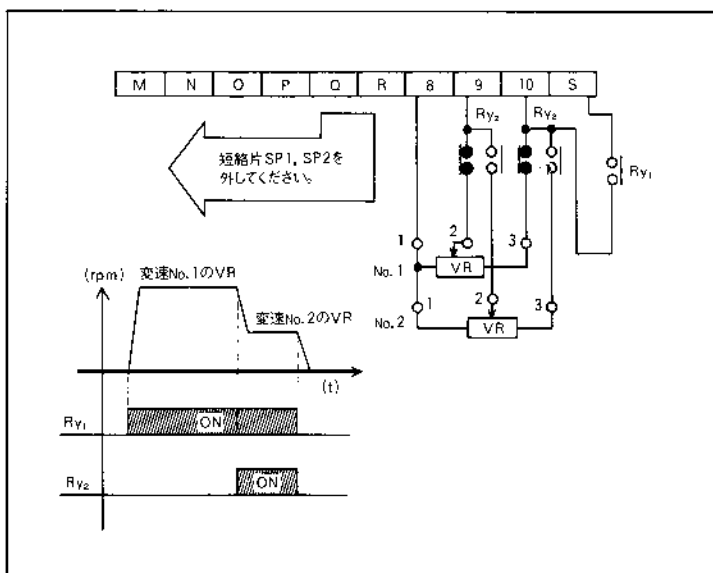 M N O P Q R 8 9 10 S
Ry₂ Ry₂
Ry₁
短絡片SP1, SP2を
外してください。
1 2 3
No. 1 VR
1 2 3
No. 2 VR
(rpm) 変速No. 1のVR
変速No. 2のVR
(t)
Ry₁ ON
Ry₂ ON